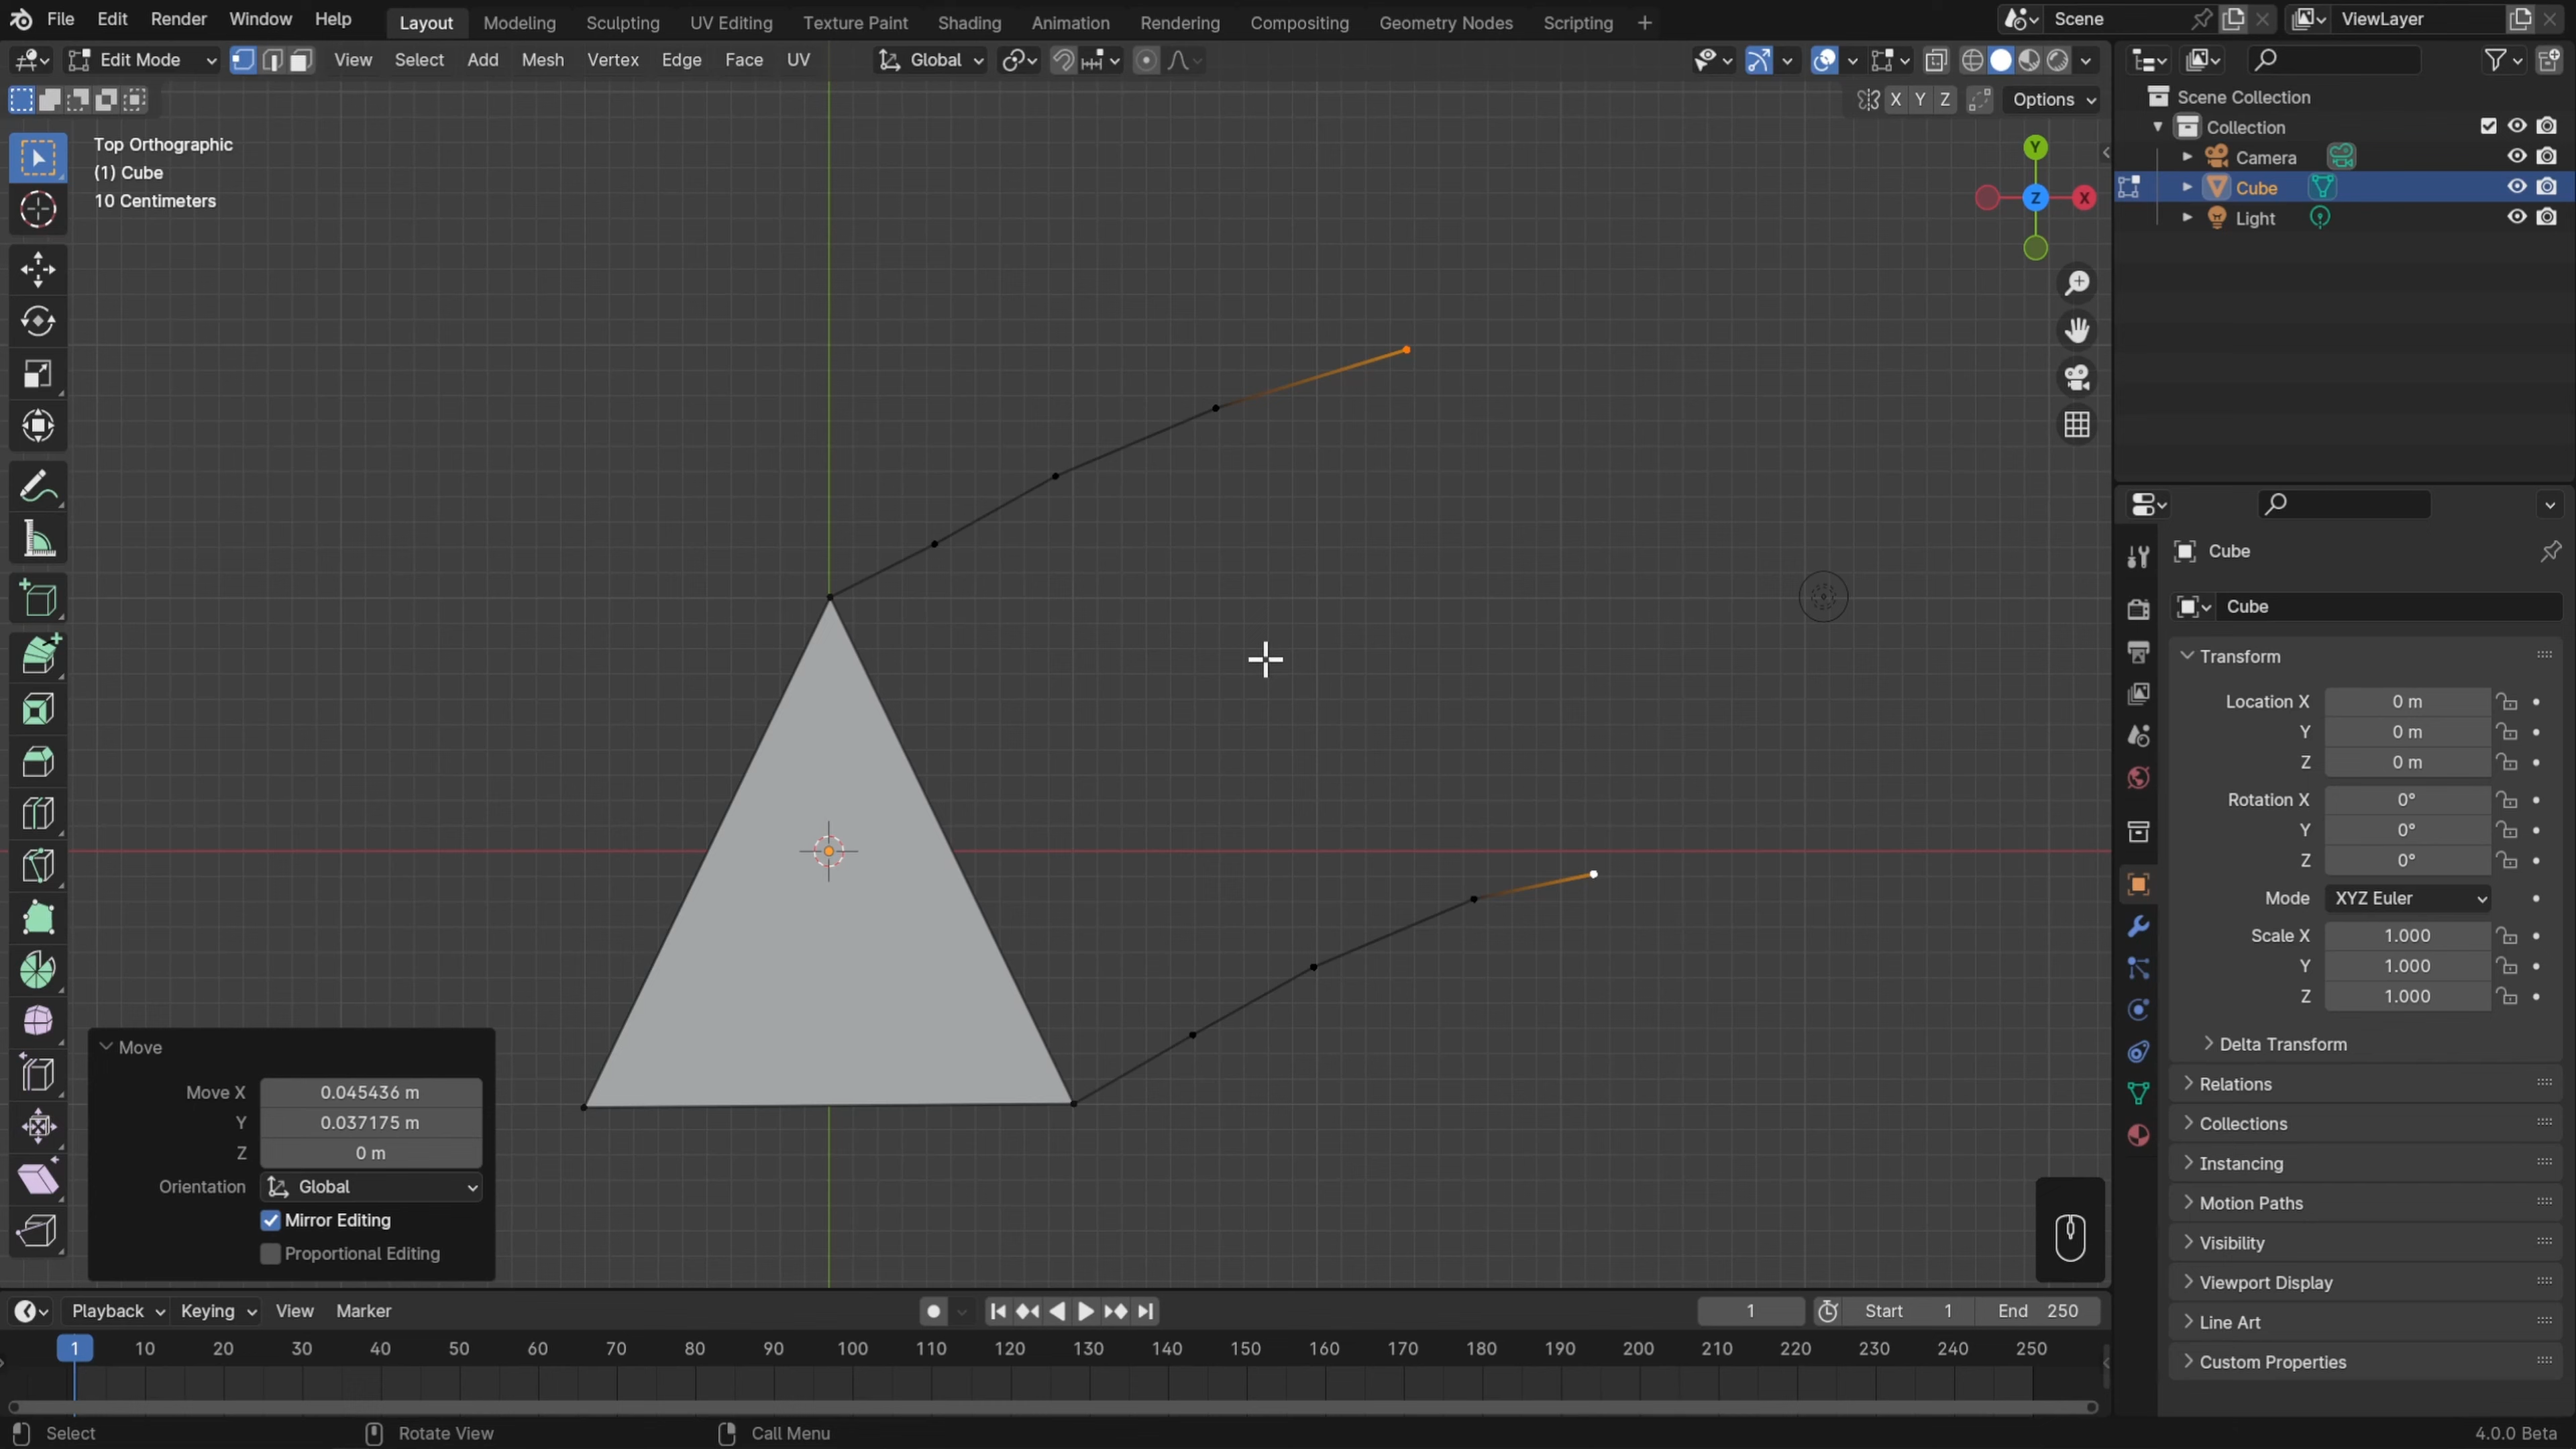 File Edit Render Window Help Layout Modeling Sculpting UV Editing Texture Paint Shading Animation Rendering Compositing Geometry Nodes Scripting + Scene ViewLayer
Edit Mode View Select Add Mesh Vertex Edge Face UV Global
X Y Z Options
Top Orthographic
(1) Cube
10 Centimeters
Y
Z X
Scene Collection
Collection
Camera
Cube
Light
Cube
Cube
Transform
Location X 0 m
Y 0 m
Z 0 m
Rotation X 0°
Y 0°
Z 0°
Mode XYZ Euler
Scale X 1.000
Y 1.000
Z 1.000
Delta Transform
Relations
Collections
Instancing
Motion Paths
Visibility
Viewport Display
Line Art
Custom Properties
Move
Move X 0.045436 m
Y 0.037175 m
Z 0 m
Orientation Global
Mirror Editing
Proportional Editing
Playback Keying View Marker 1 Start 1 End 250
1 10 20 30 40 50 60 70 80 90 100 110 120 130 140 150 160 170 180 190 200 210 220 230 240 250
Select Rotate View Call Menu 4.0.0 Beta